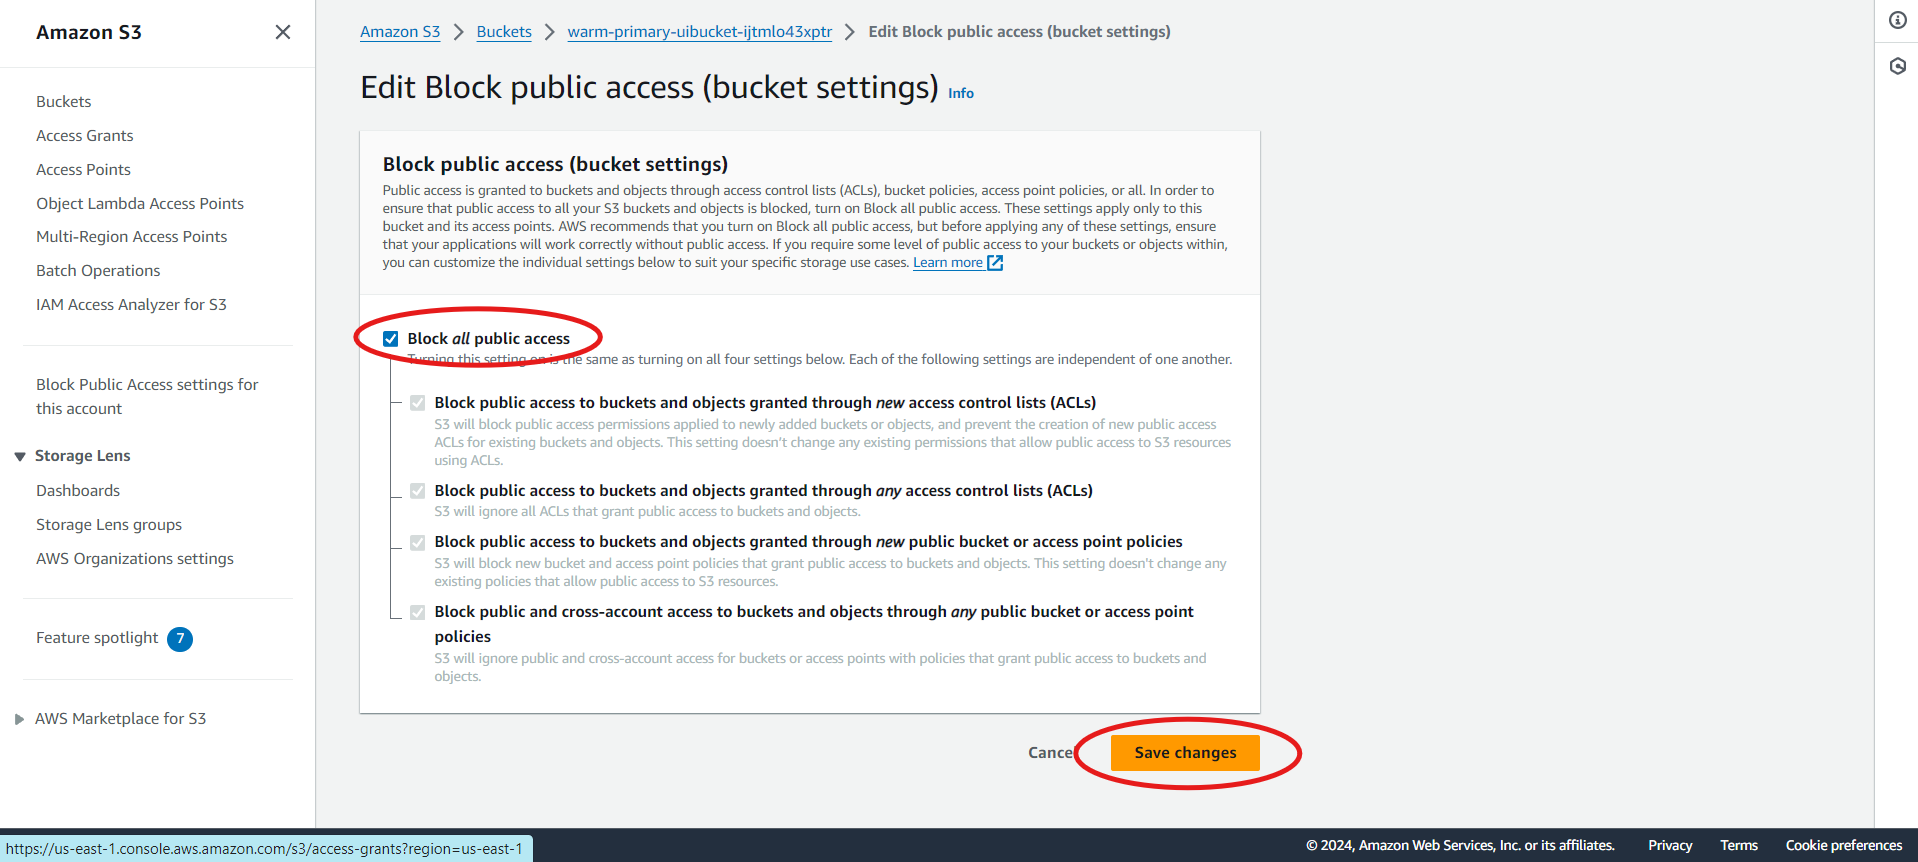 Amazon S3
Buckets
Access Grants
Access Points
Object Lambda Access Points
Multi-Region Access Points
Batch Operations
IAM Access Analyzer for S3
Block Public Access settings for
this account
Storage Lens
Dashboards
Storage Lens groups
AWS Organizations settings
Feature spotlight 7
AWS Marketplace for S3
Amazon S3 Buckets warm-primary-uibucket-ijtmlo43xptr Edit Block public access (bucket settings)
Edit Block public access (bucket settings) Info
Block public access (bucket settings)
Public access is granted to buckets and objects through access control lists (ACLs), bucket policies, access point policies, or all. In order to
ensure that public access to all your S3 buckets and objects is blocked, turn on Block all public access. These settings apply only to this
bucket and its access points. AWS recommends that you turn on Block all public access, but before applying any of these settings, ensure
that your applications will work correctly without public access. If you require some level of public access to your buckets or objects within,
you can customize the individual settings below to suit your specific storage use cases. Learn more
Block all public access
Turning this setting on is the same as turning on all four settings below. Each of the following settings are independent of one another.
Block public access to buckets and objects granted through new access control lists (ACLs)
S3 will block public access permissions applied to newly added buckets or objects, and prevent the creation of new public access
ACLs for existing buckets and objects. This setting doesn't change any existing permissions that allow public access to S3 resources
using ACLs.
Block public access to buckets and objects granted through any access control lists (ACLs)
S3 will ignore all ACLs that grant public access to buckets and objects.
Block public access to buckets and objects granted through new public bucket or access point policies
S3 will block new bucket and access point policies that grant public access to buckets and objects. This setting doesn't change any
existing policies that allow public access to S3 resources.
Block public and cross-account access to buckets and objects through any public bucket or access point
policies
S3 will ignore public and cross-account access for buckets or access points with policies that grant public access to buckets and
objects.
Cancel Save changes
https://us-east-1.console.aws.amazon.com/s3/access-grants?region=us-east-1
© 2024, Amazon Web Services, Inc. or its affiliates. Privacy Terms Cookie preferences